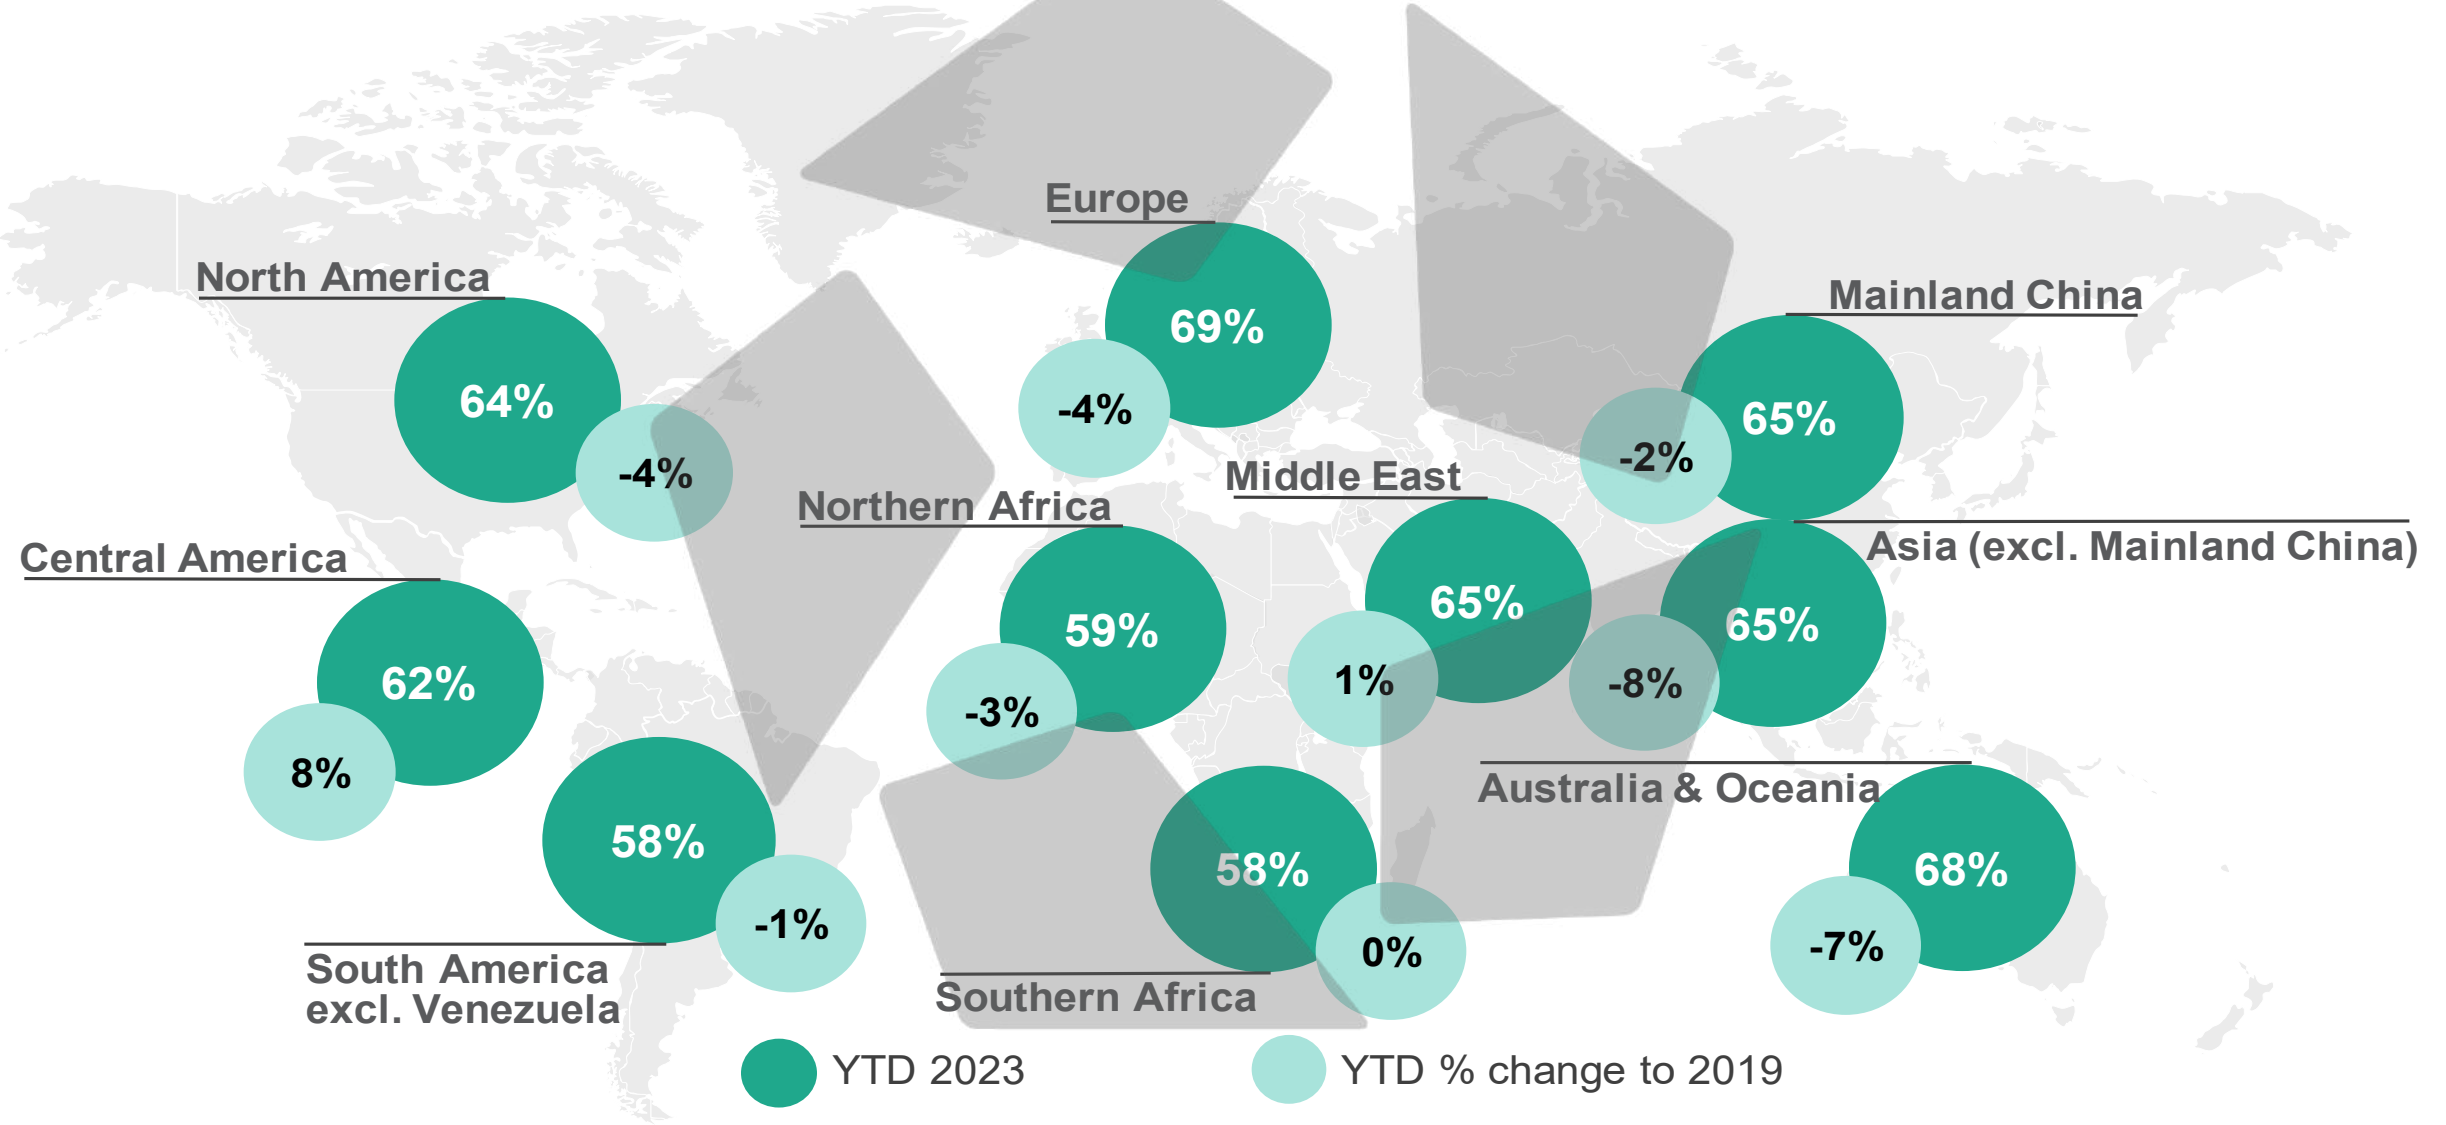 Europe
69%
-4%
North America
64%
-4%
Mainland China
65%
-2%
Middle East
65%
1%
Northern Africa
59%
-3%
Asia (excl. Mainland China)
65%
-8%
Central America
62%
8%
58%
-1%
South America
excl. Venezuela
58%
0%
Southern Africa
Australia & Oceania
68%
-7%
YTD 2023
YTD % change to 2019